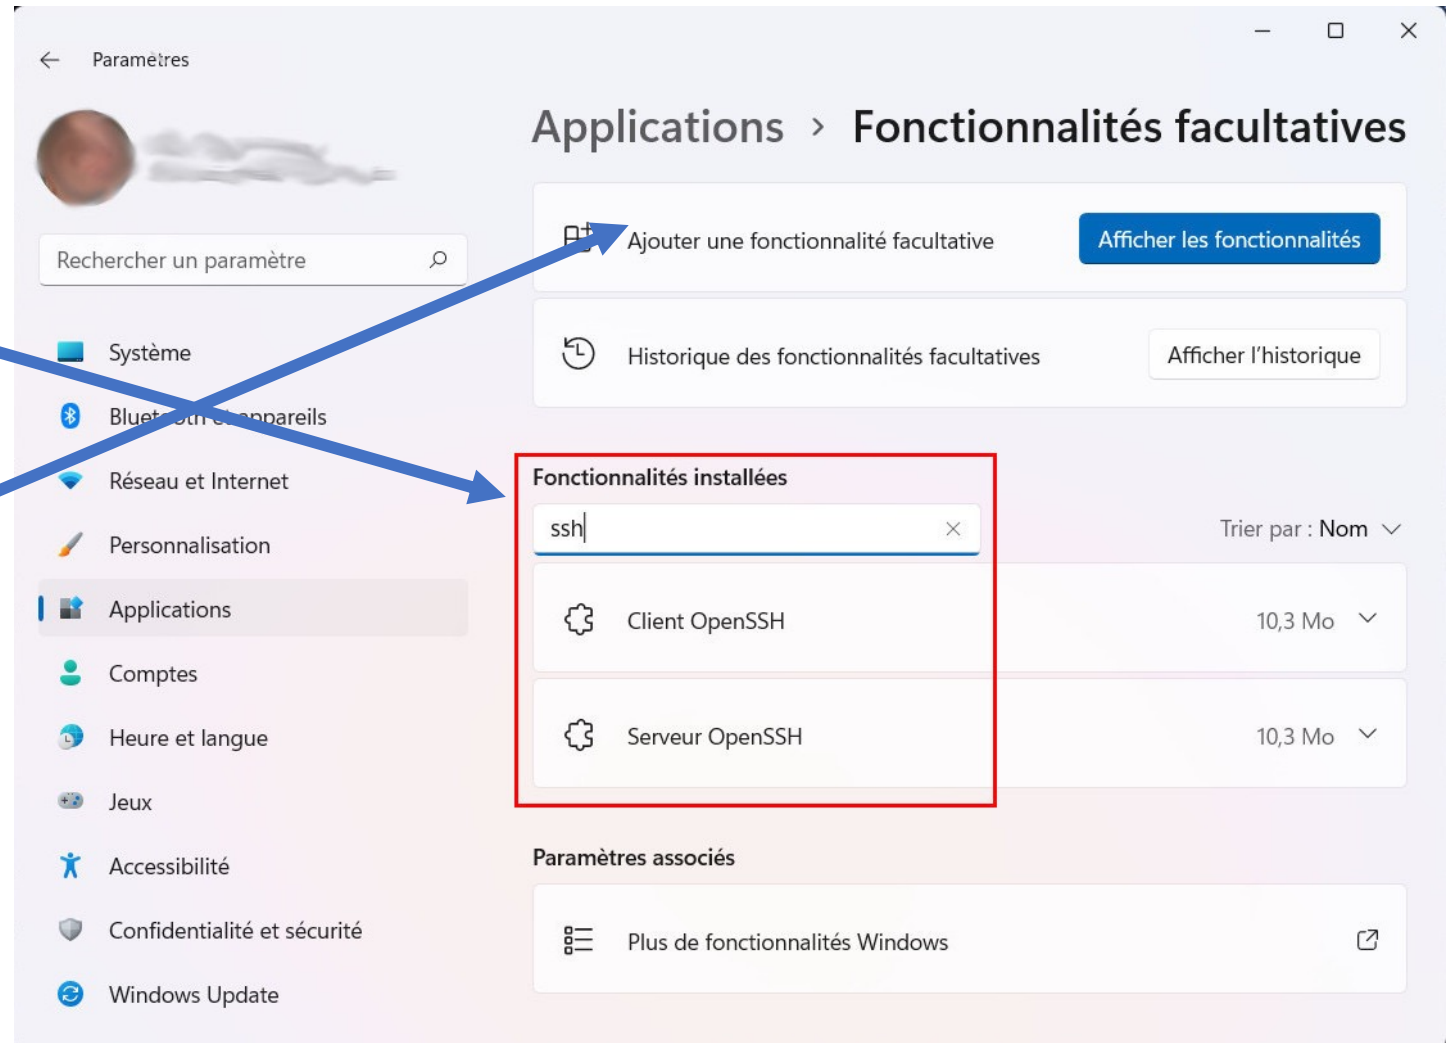 Paramètres
Applications > Fonctionnalités facultatives
Rechercher un paramètre
Système
Bluetooth et appareils
Réseau et Internet
Personnalisation
Applications
Comptes
Heure et langue
Jeux
Accessibilité
Confidentialité et sécurité
Windows Update
Ajouter une fonctionnalité facultative
Afficher les fonctionnalités
Historique des fonctionnalités facultatives
Afficher l'historique
Fonctionnalités installées
ssh
Trier par : Nom
Client OpenSSH
10,3 Mo
Serveur OpenSSH
10,3 Mo
Paramètres associés
Plus de fonctionnalités Windows